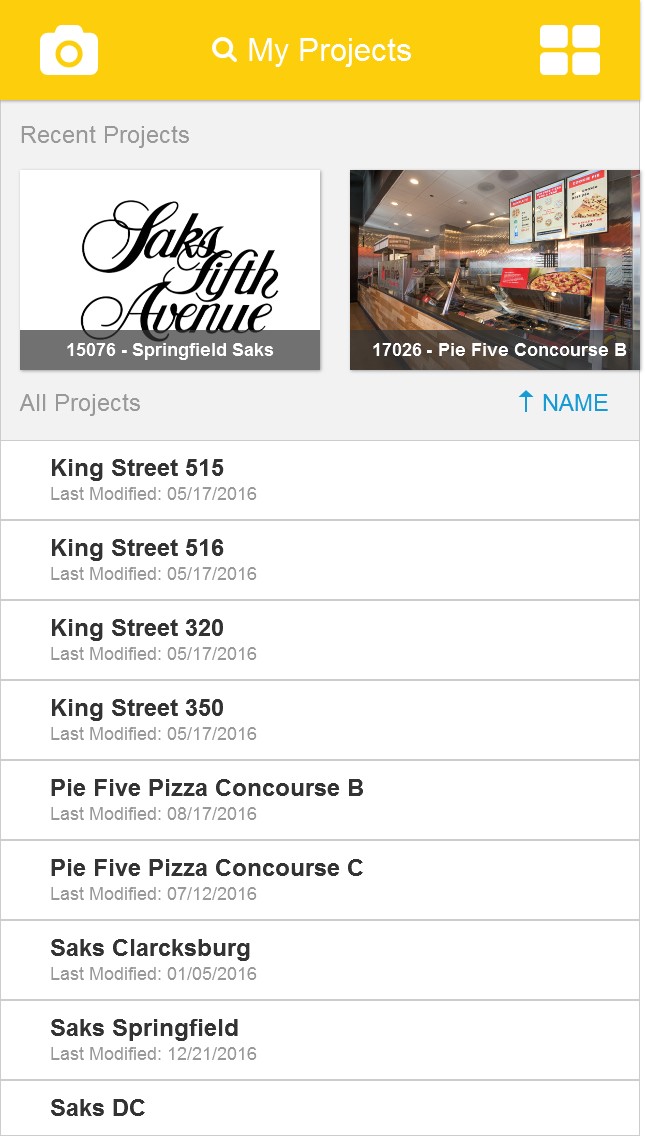 My Projects
Recent Projects
Saks
Fifth
Avenue
15076 - Springfield Saks
17026 - Pie Five Concourse B
All Projects
↑ NAME
King Street 515
Last Modified: 05/17/2016
King Street 516
Last Modified: 05/17/2016
King Street 320
Last Modified: 05/17/2016
King Street 350
Last Modified: 05/17/2016
Pie Five Pizza Concourse B
Last Modified: 08/17/2016
Pie Five Pizza Concourse C
Last Modified: 07/12/2016
Saks Clarcksburg
Last Modified: 01/05/2016
Saks Springfield
Last Modified: 12/21/2016
Saks DC